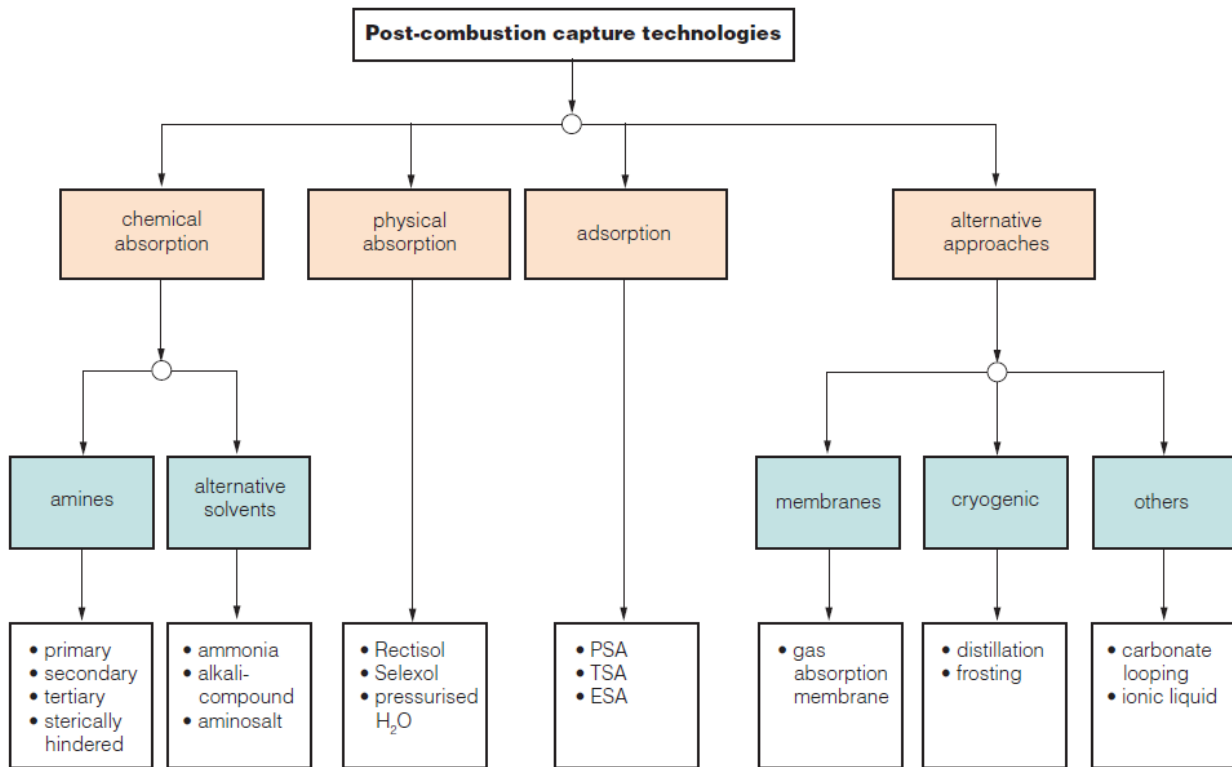 Post-combustion capture technologies
chemical
absorption
physical
absorption
adsorption
alternative
approaches
amines
alternative
solvents
membranes
cryogenic
others
• primary
• secondary
• tertiary
• sterically
hindered
• ammonia
• alkali-
compound
• aminosalt
• Rectisol
• Selexol
• pressurised
H₂O
• PSA
• TSA
• ESA
• gas
absorption
membrane
• distillation
• frosting
• carbonate
looping
• ionic liquid